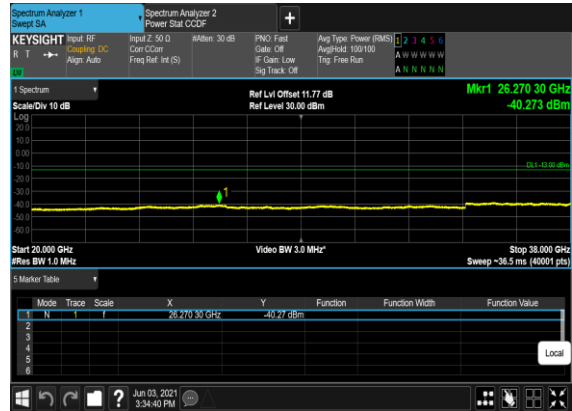 Spectrum Analyzer 1
Swept SA
Spectrum Analyzer 2
Power Stat CCDF
+
KEYSIGHT
R T
LW
Input: RF
Coupling: DC
Align: Auto
Input Z: 50 Ω
Corr CCorr
Freq Ref: Int (S)
#Atten: 30 dB
PNO: Fast
Gate: Off
IF Gain: Low
Sig Track: Off
Avg Type: Power (RMS)
Avg|Hold: 100/100
Trig: Free Run
1 2 3 4 5 6
A W W W W W
A N N N N N
1 Spectrum
Scale/Div 10 dB
Ref Lvl Offset 11.77 dB
Ref Level 30.00 dBm
Mkr1 26.270 30 GHz
-40.273 dBm
Log
20.0
10.0
0.00
-10.0
-20.0
-30.0
-40.0
-50.0
-60.0
DL1 -13.00 dBm
1
Start 20.000 GHz
#Res BW 1.0 MHz
Video BW 3.0 MHz*
Stop 38.000 GHz
Sweep ~36.5 ms (40001 pts)
5 Marker Table
Mode Trace Scale X Y Function Function Width Function Value
1 N 1 f 26.270 30 GHz -40.27 dBm
2
3
4
5
6
Local
?
Jun 03, 2021
3:34:40 PM